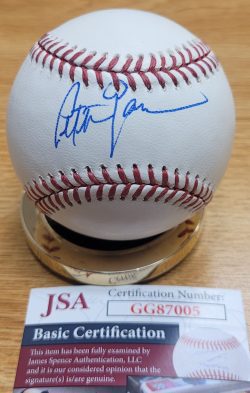 JSA
Certification Number:
GG87005
Basic Certification
This item has been fully examined by
James Spence Authentication, LLC
and it is our considered opinion that the
signature(s) is/are genuine.